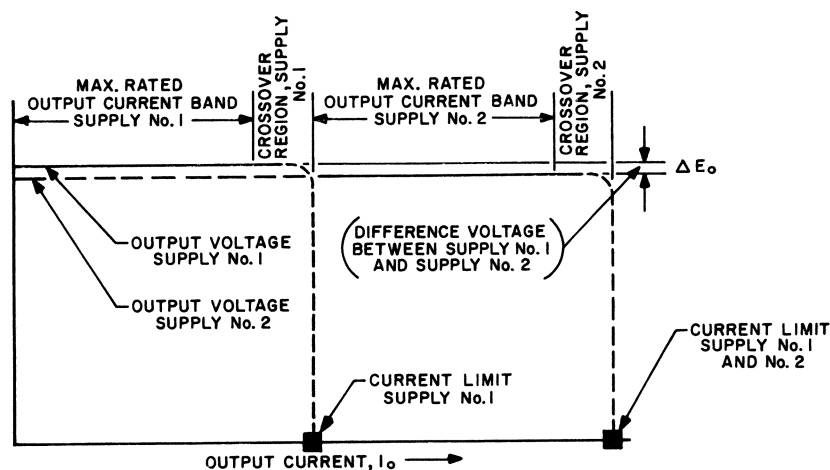 MAX. RATED
OUTPUT CURRENT BAND
SUPPLY No.1
CROSSOVER
REGION, SUPPLY
No.1
MAX. RATED
OUTPUT CURRENT BAND
SUPPLY No.2
CROSSOVER
REGION, SUPPLY
No.2
Δ Eo
OUTPUT VOLTAGE
SUPPLY No.1
(DIFFERENCE VOLTAGE
BETWEEN SUPPLY No.1
AND SUPPLY No. 2)
OUTPUT VOLTAGE
SUPPLY No. 2
CURRENT LIMIT
SUPPLY No.1
AND No.2
CURRENT LIMIT
SUPPLY No.1
OUTPUT CURRENT, Io